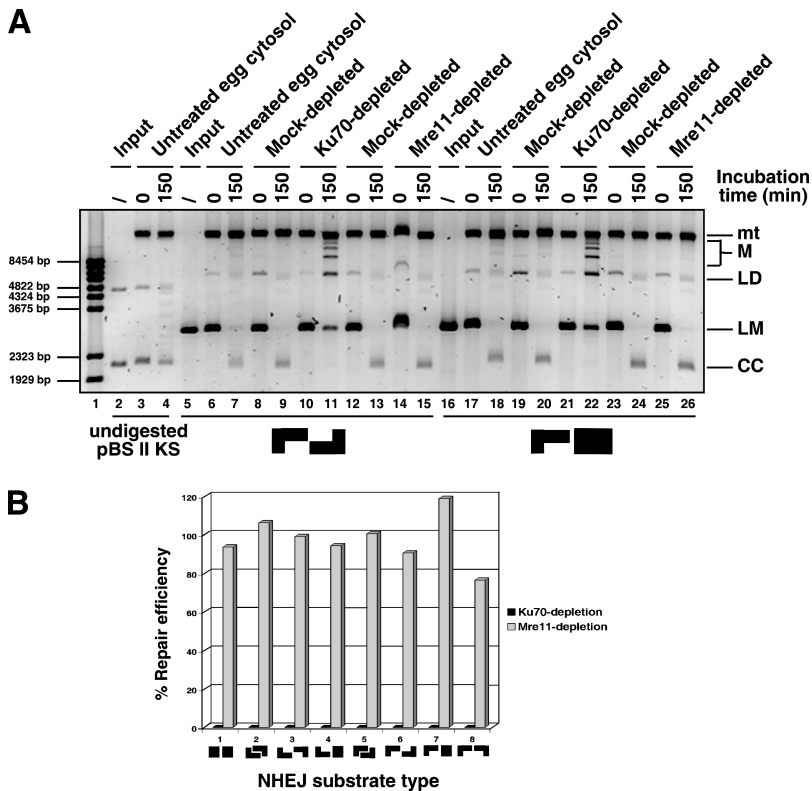 A
Input
Untreated egg cytosol
Input
Untreated egg cytosol
Mock-depleted
Ku70-depleted
Mock-depleted
Mre11-depleted
Input
Untreated egg cytosol
Mock-depleted
Ku70-depleted
Mock-depleted
Mre11-depleted
/ 0 150 / 0 150 0 150 0 150 0 150 0 150 / 0 150 0 150 0 150 0 150 0 150
Incubation
time (min)
mt
M
LD
LM
CC
8454 bp
4822 bp
4324 bp
3675 bp
2323 bp
1929 bp
1 2 3 4 5 6 7 8 9 10 11 12 13 14 15 16 17 18 19 20 21 22 23 24 25 26
undigested
pBS II KS
B
% Repair efficiency
120
100
80
60
40
20
0
1 2 3 4 5 6 7 8
NHEJ substrate type
Ku70-depletion
Mre11-depletion